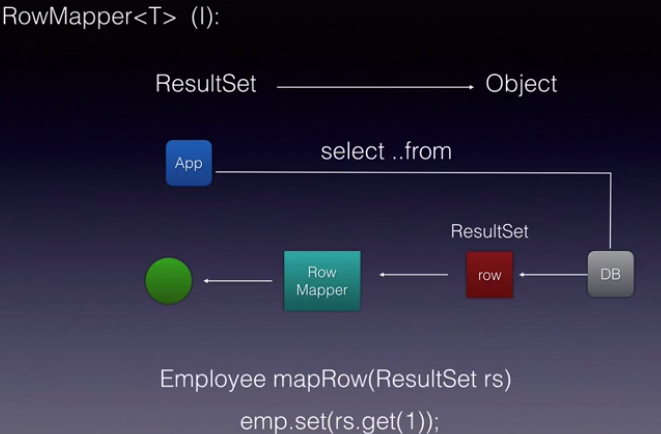 RowMapper<T> (I):
ResultSet
Object
App
select ..from
ResultSet
Row
Mapper
row
DB
Employee mapRow(ResultSet rs)
emp.set(rs.get(1));